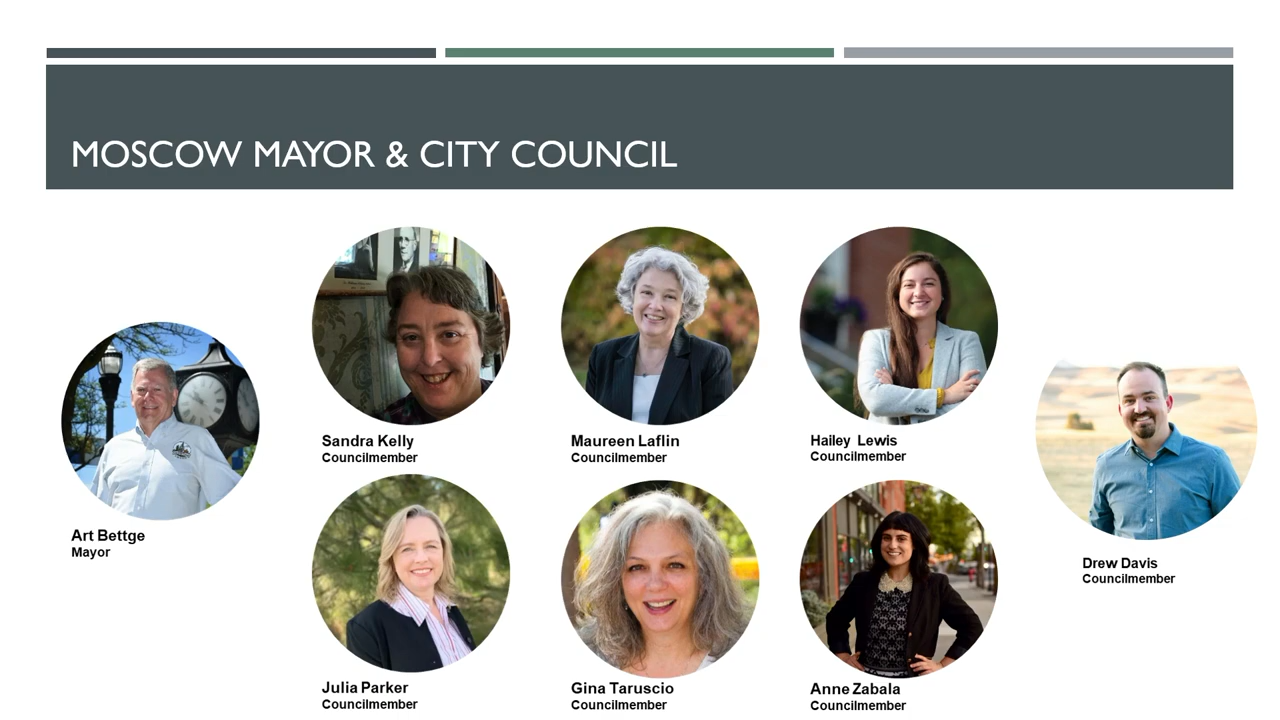 MOSCOW MAYOR & CITY COUNCIL
Art Bettge
Mayor
Sandra Kelly
Councilmember
Maureen Laflin
Councilmember
Hailey Lewis
Councilmember
Julia Parker
Councilmember
Gina Taruscio
Councilmember
Anne Zabala
Councilmember
Drew Davis
Councilmember